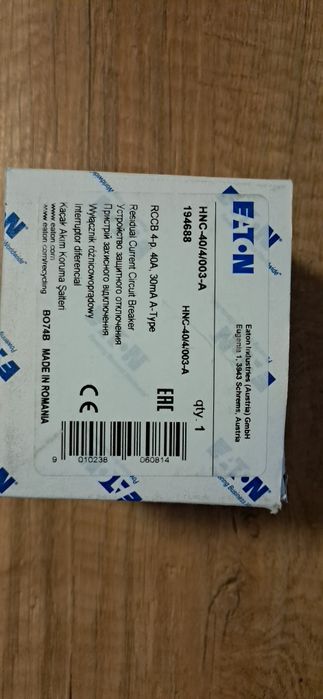 EATON
Eaton Industries (Austria) GmbH
Eugenia 1, 3943 Schrems, Austria
HNC-40/4/003-A
194688
HNC-40/4/003-A
qty. 1
RCCB 4-p, 40A, 30mA A-Type
Residual Current Circuit Breaker
Устройство защитного отключения
Пристрій захисного відключення
Wyłącznik różnicowoprądowy
Interruptor diferencial
Kaçak Akım Koruma Şalteri
www.eaton.com
www.eaton.com/recycling
BO74B MADE IN ROMANIA
EAC
CE
9 010238 060814
EATON